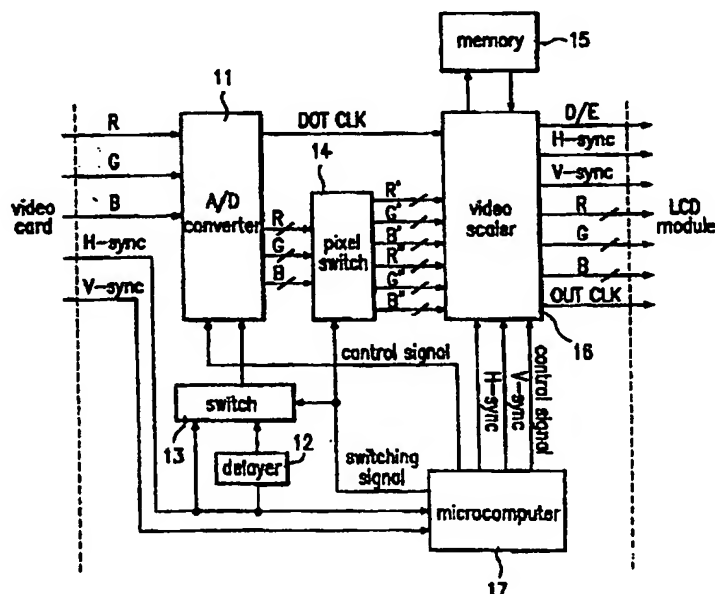 memory
15
11
R
DOT CLK
D/E
H-sync
V-sync
G
14
B
A/D
converter
R
G
B
pixel
switch
R'
G'
B'
R"
G"
B"
video
scaler
R
G
B
OUT CLK
video
card
LCD
module
H-sync
V-sync
16
control signal
H-sync
V-sync
control signal
switch
13
12
delayer
switching
signal
microcomputer
17